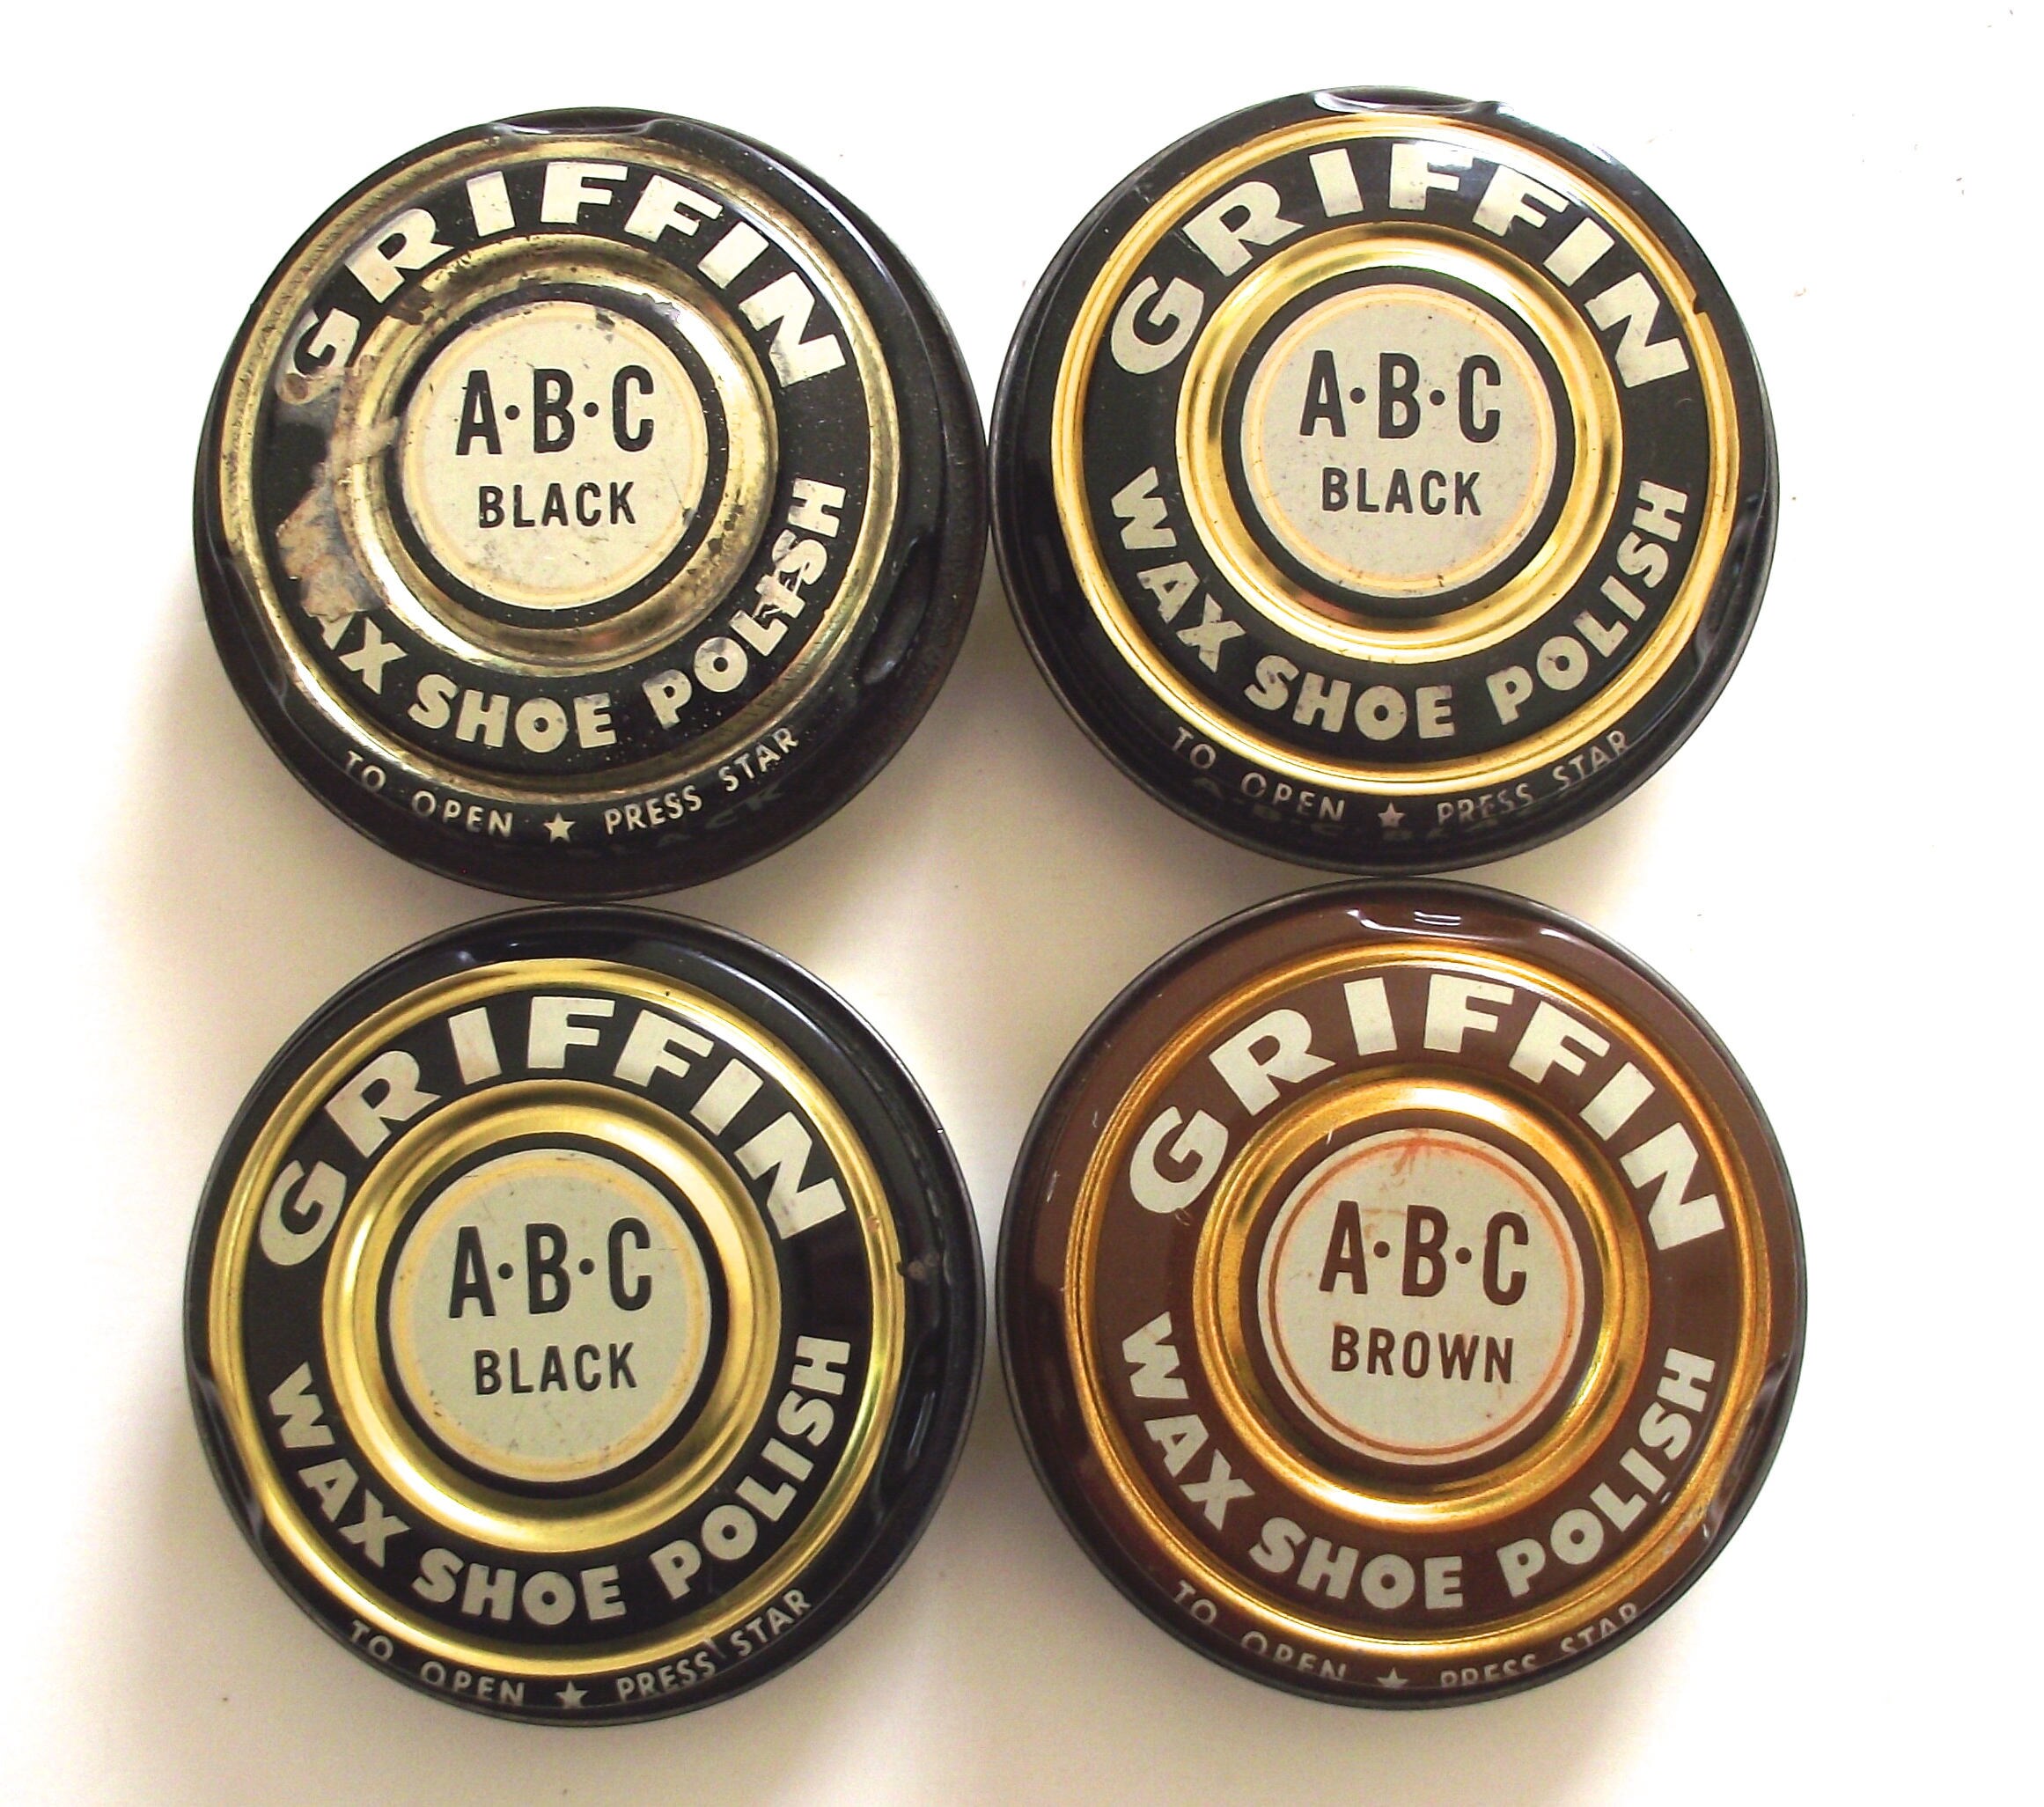 GRIFFIN
A·B·C
BLACK
AX SHOE POLISH
TO OPEN ★ PRESS STAR
GRIFFIN
A·B·C
BLACK
WAX SHOE POLISH
TO OPEN ★ PRESS STAR
GRIFFIN
A·B·C
BLACK
WAX SHOE POLISH
TO OPEN ★ PRESS STAR
GRIFFIN
A·B·C
BROWN
WAX SHOE POLISH
TO OPEN ★ PRESS STAR